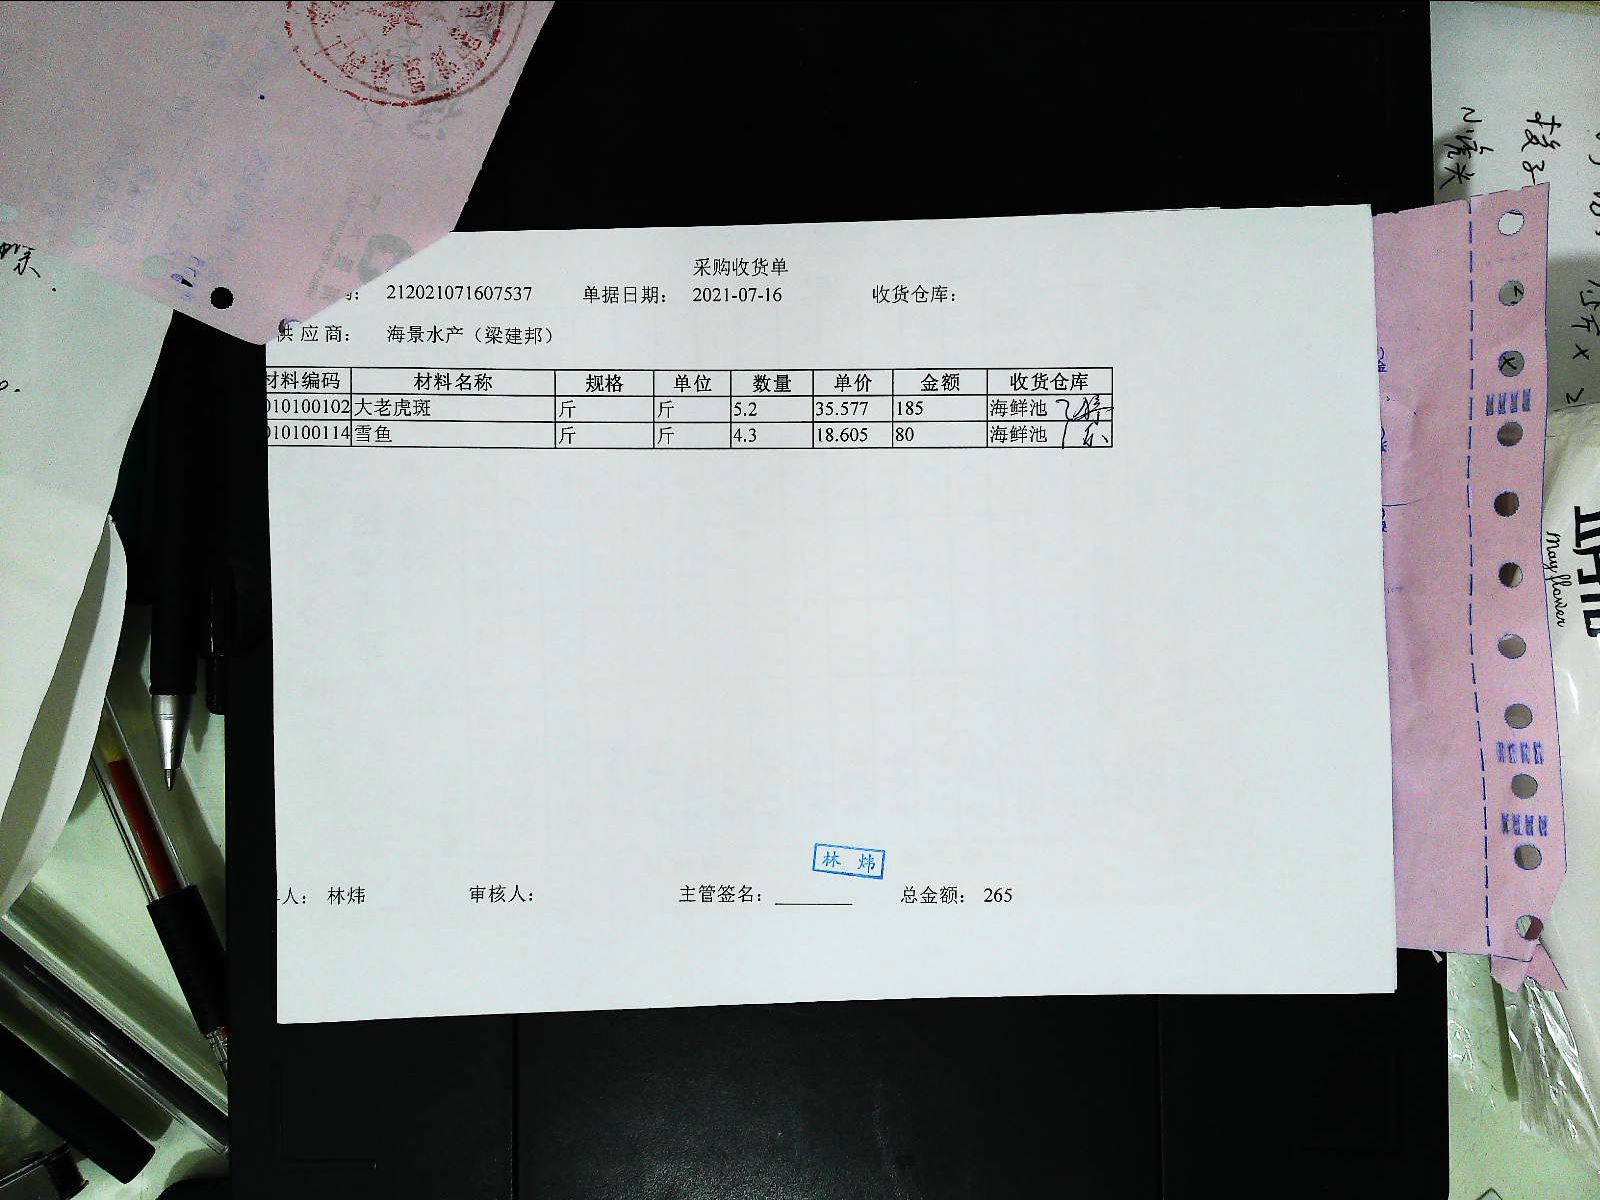 采购收货单
212021071607537 单据日期： 2021-07-16 收货仓库：
供 应 商： 海景水产（梁建邦）
材料编码 材料名称 规格 单位 数量 单价 金额 收货仓库
010100102 大老虎斑 斤 斤 5.2 35.577 185 海鲜池
010100114 雪鱼 斤 斤 4.3 18.605 80 海鲜池
林 炜
人： 林炜 审核人： 主管签名： 总金额： 265
May flower